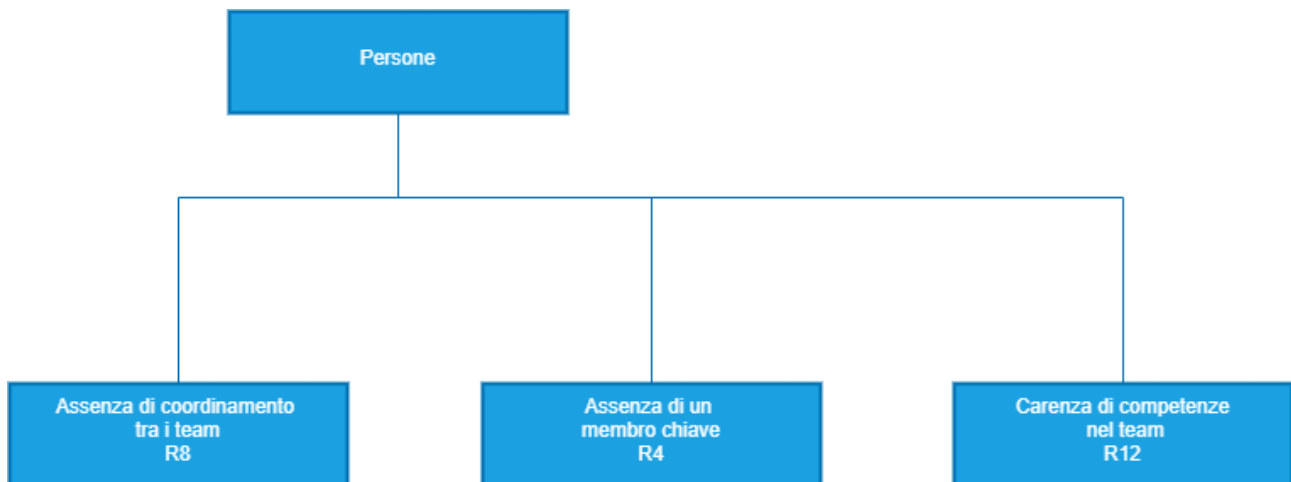 Persone
Assenza di coordinamento
tra i team
R8
Assenza di un
membro chiave
R4
Carenza di competenze
nel team
R12